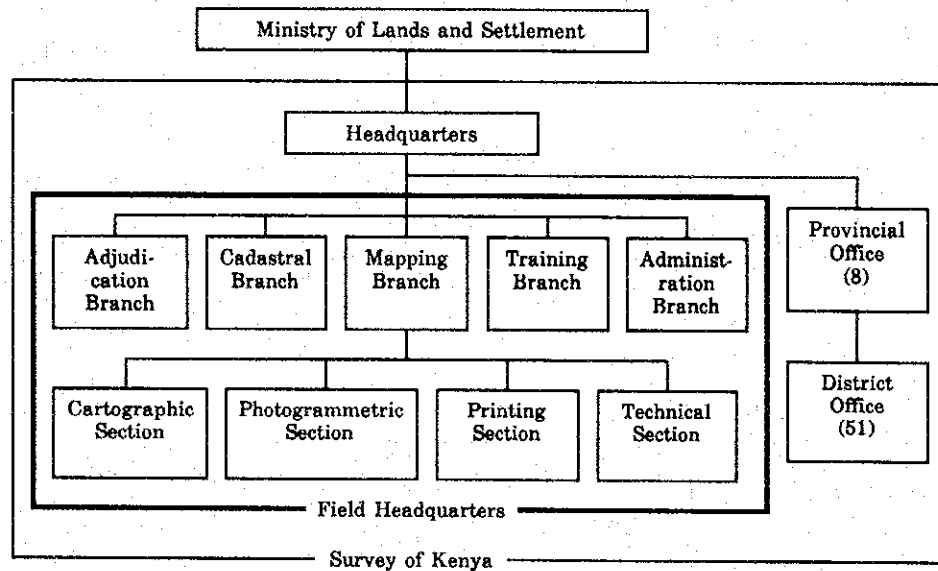 Ministry of Lands and Settlement
Headquarters
Adjudi-
cation
Branch
Cadastral
Branch
Mapping
Branch
Training
Branch
Administ-
ration
Branch
Provincial
Office
(8)
Cartographic
Section
Photogrammetric
Section
Printing
Section
Technical
Section
District
Office
(51)
Field Headquarters
Survey of Kenya